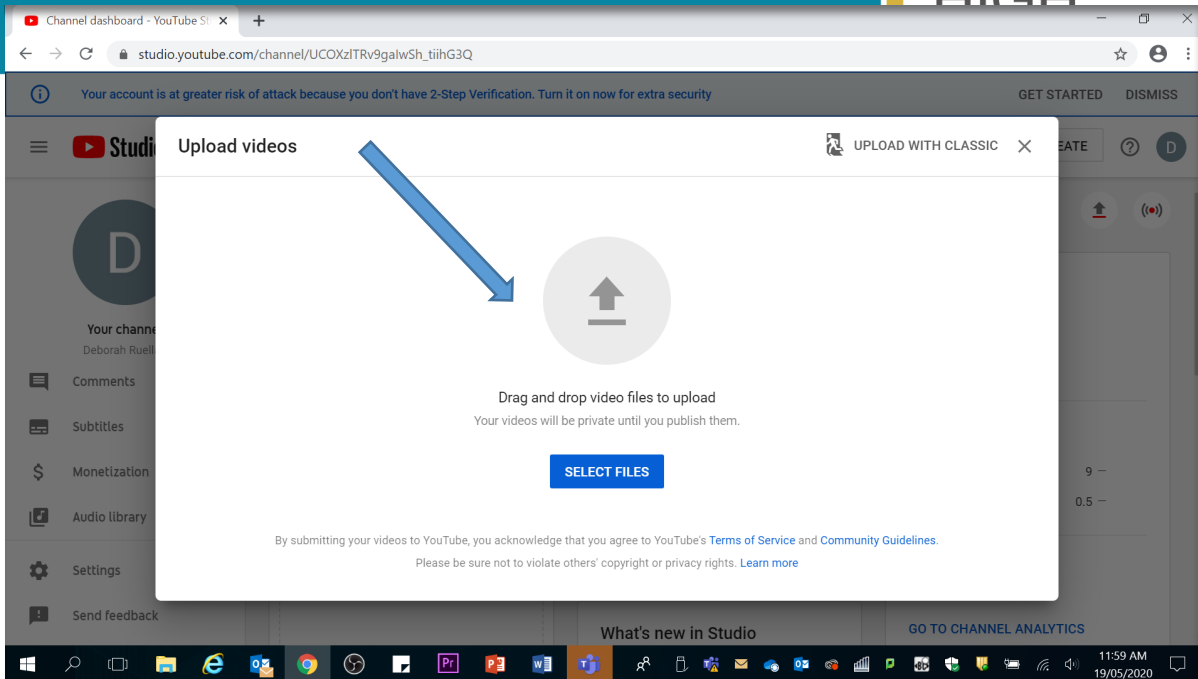 HIGH
Channel dashboard - YouTube St
studio.youtube.com/channel/UCOXzlTRv9gaIwSh_tiihG3Q
Your account is at greater risk of attack because you don't have 2-Step Verification. Turn it on now for extra security
GET STARTED DISMISS
Studi
Upload videos
UPLOAD WITH CLASSIC
EATE
D
D
Your channe
Deborah Ruell
Comments
Subtitles
Monetization
Audio library
Settings
Send feedback
Drag and drop video files to upload
Your videos will be private until you publish them.
SELECT FILES
By submitting your videos to YouTube, you acknowledge that you agree to YouTube's Terms of Service and Community Guidelines.
Please be sure not to violate others' copyright or privacy rights. Learn more
9 —
0.5 —
What's new in Studio
GO TO CHANNEL ANALYTICS
Pr
11:59 AM
19/05/2020